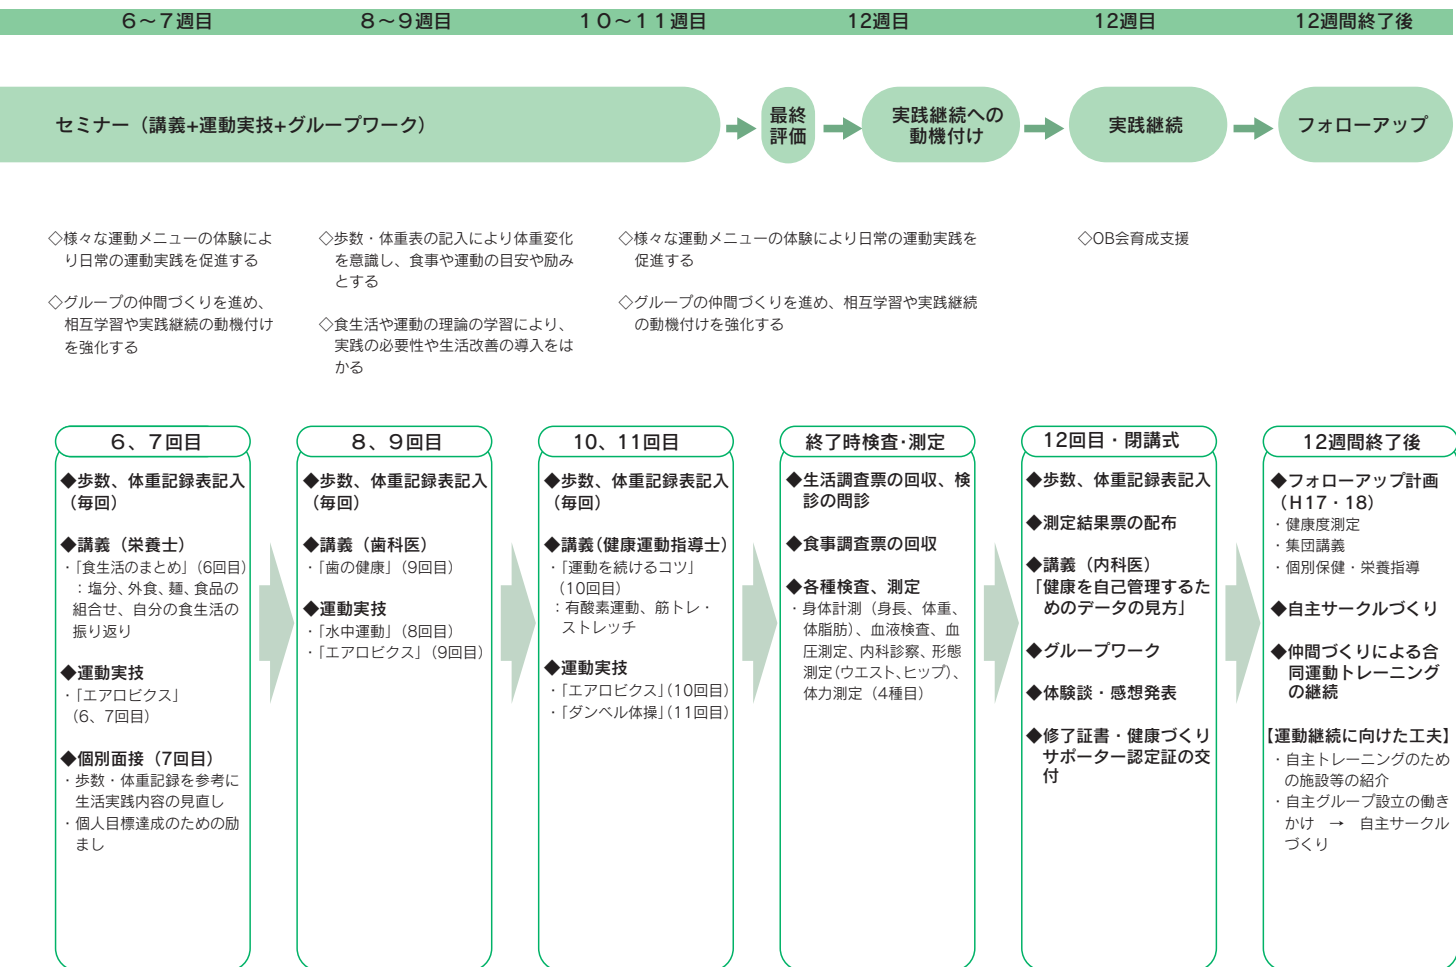 6～7週目
8～9週目
10～11週目
12週目
12週目
12週間終了後
セミナー（講義+運動実技+グループワーク）
最終
評価
実践継続への
動機付け
実践継続
フォローアップ
◇様々な運動メニューの体験によ
り日常の運動実践を促進する
◇グループの仲間づくりを進め、
相互学習や実践継続の動機付け
を強化する
◇歩数・体重表の記入により体重変化
を意識し、食事や運動の目安や励み
とする
◇食生活や運動の理論の学習により、
実践の必要性や生活改善の導入をは
かる
◇様々な運動メニューの体験により日常の運動実践を
促進する
◇グループの仲間づくりを進め、相互学習や実践継続
の動機付けを強化する
◇OB会育成支援
6、7回目
◆歩数、体重記録表記入
（毎回）
◆講義（栄養士）
・「食生活のまとめ」（6回目）
：塩分、外食、麺、食品の
組合せ、自分の食生活の
振り返り
◆運動実技
・「エアロビクス」
（6、7回目）
◆個別面接（7回目）
・歩数・体重記録を参考に
生活実践内容の見直し
・個人目標達成のための励
まし
8、9回目
◆歩数、体重記録表記入
（毎回）
◆講義（歯科医）
・「歯の健康」（9回目）
◆運動実技
・「水中運動」（8回目）
・「エアロビクス」（9回目）
10、11回目
◆歩数、体重記録表記入
（毎回）
◆講義（健康運動指導士）
・「運動を続けるコツ」
（10回目）
：有酸素運動、筋トレ・
ストレッチ
◆運動実技
・「エアロビクス」（10回目）
・「ダンベル体操」（11回目）
終了時検査・測定
◆生活調査票の回収、検
診の問診
◆食事調査票の回収
◆各種検査、測定
・身体計測（身長、体重、
体脂肪）、血液検査、血
圧測定、内科診察、形態
測定（ウエスト、ヒップ）、
体力測定（4種目）
12回目・閉講式
◆歩数、体重記録表記入
◆測定結果票の配布
◆講義（内科医）
「健康を自己管理するた
めのデータの見方」
◆グループワーク
◆体験談・感想発表
◆修了証書・健康づくり
サポーター認定証の交
付
12週間終了後
◆フォローアップ計画
（H17・18）
・健康度測定
・集団講義
・個別保健・栄養指導
◆自主サークルづくり
◆仲間づくりによる合
同運動トレーニング
の継続
【運動継続に向けた工夫】
・自主トレーニングのため
の施設等の紹介
・自主グループ設立の働き
かけ → 自主サークル
づくり